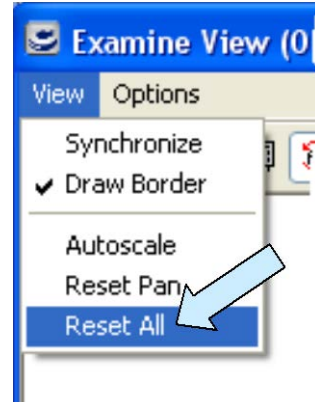 Examine View (0
View Options
Synchronize
Draw Border
Autoscale
Reset Pan
Reset All